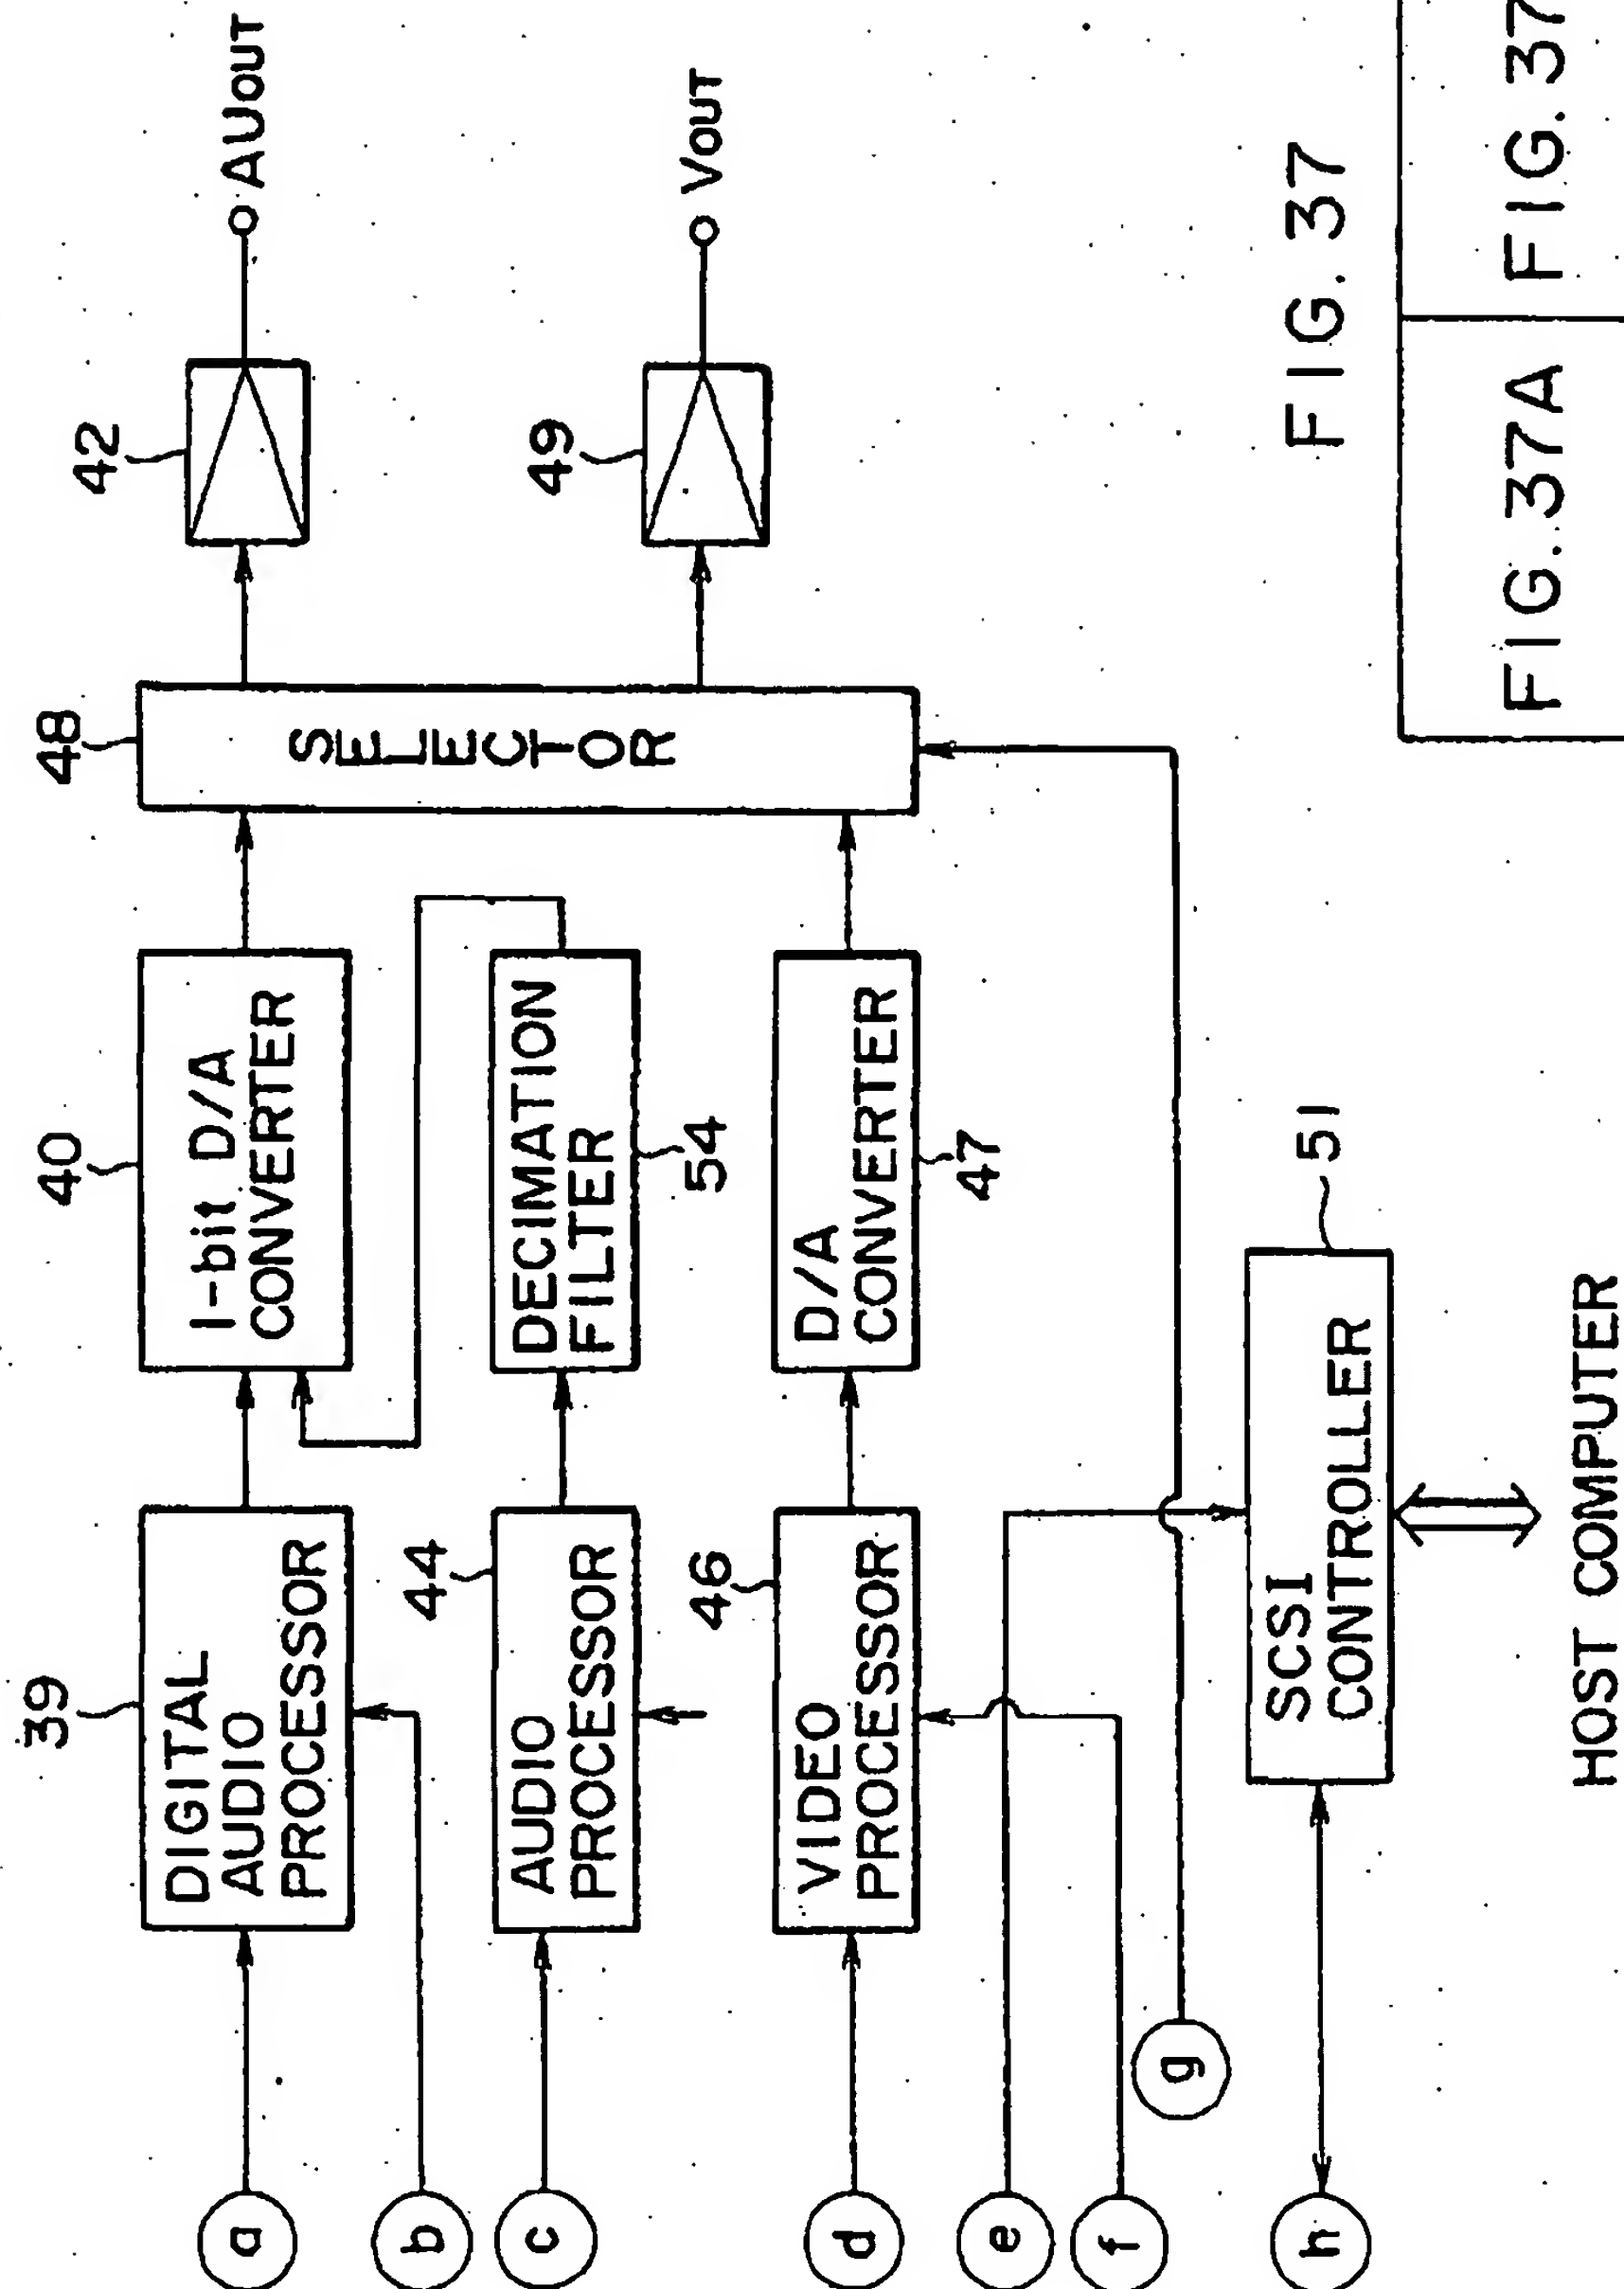 39
DIGITAL
AUDIO
PROCESSOR
40
1-bit D/A
CONVERTER
48
SELECTOR
42
AUOUT
44
AUDIO
PROCESSOR
DECIMATION
FILTER
54
49
VOUT
46
VIDEO
PROCESSOR
D/A
CONVERTER
47
a
b
c
d
e
f
g
h
SCSI
CONTROLLER
51
HOST COMPUTER
FIG. 37
FIG. 37A
FIG. 37